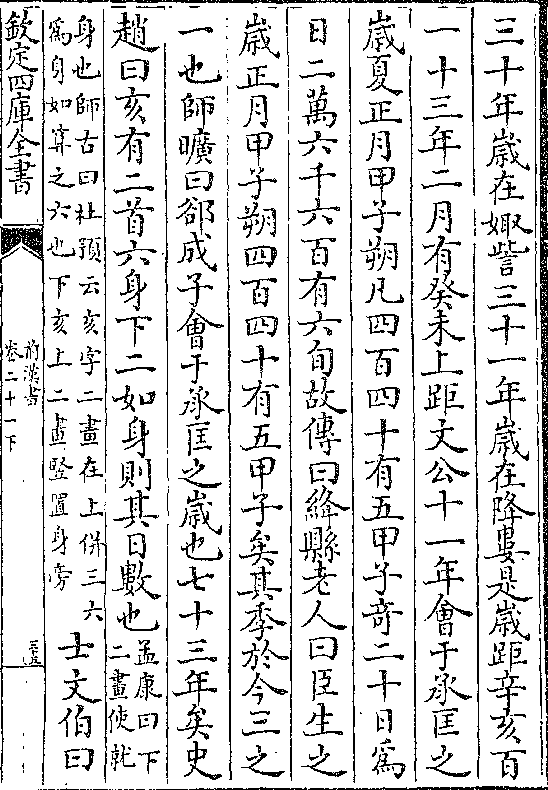 三十年歲在娵訾三十一年歲在降婁是歲距辛亥百
一十三年二月有癸未上距文公十一年會于承匡之
歲夏正月甲子朔凡四百四十有五甲子奇二十日爲
日二萬六千六百有六旬故傳曰絳縣老人曰臣生之
歲正月甲子朔四百四十有五甲子矣其季於今三之
一也師曠曰郤成子會于承匡之歲也七十三年矣史
趙曰亥有二首六身下二如身則其日數也
孟康曰下
二畫使就
身也師古曰杜預云亥字二畫在上併三六
爲身如算之六也下亥上二畫豎置身旁
士文伯曰
欽定四庫全書
前漢書
卷二十一下
三十五